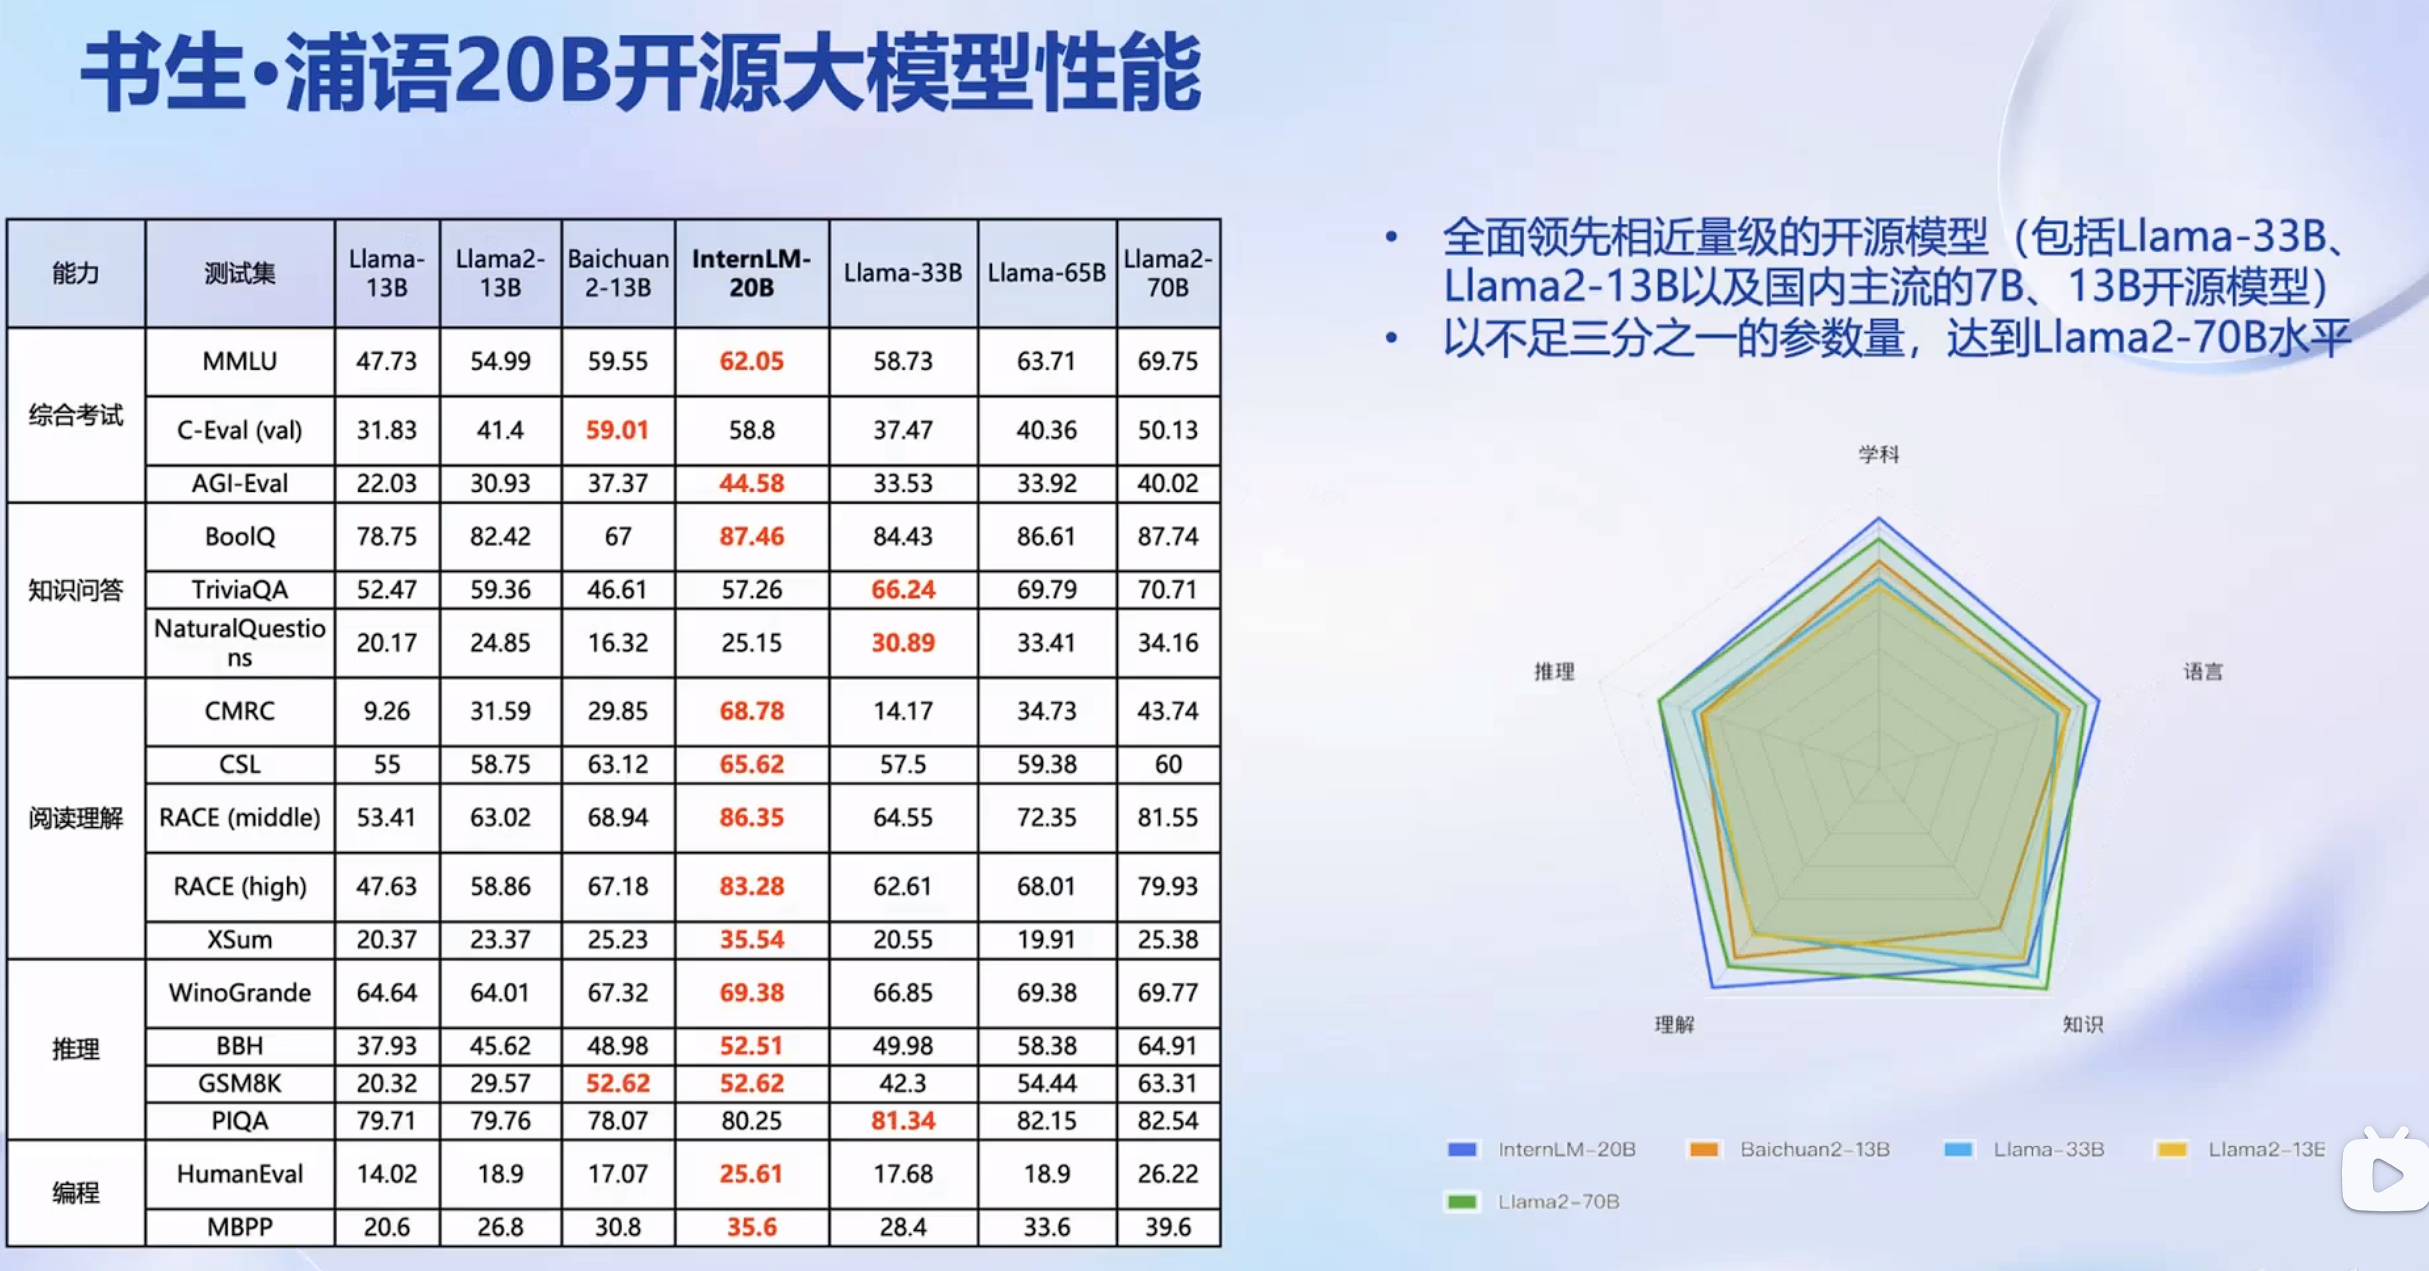 书生•浦语20B开源大模型性能
能力 测试集 Llama-13B Llama2-13B Baichuan2-13B InternLM-20B Llama-33B Llama-65B Llama2-70B
综合考试
MMLU 47.73 54.99 59.55 62.05 58.73 63.71 69.75
C-Eval (val) 31.83 41.4 59.01 58.8 37.47 40.36 50.13
AGI-Eval 22.03 30.93 37.37 44.58 33.53 33.92 40.02
知识问答
BoolQ 78.75 82.42 67 87.46 84.43 86.61 87.74
TriviaQA 52.47 59.36 46.61 57.26 66.24 69.79 70.71
NaturalQuestions 20.17 24.85 16.32 25.15 30.89 33.41 34.16
阅读理解
CMRC 9.26 31.59 29.85 68.78 14.17 34.73 43.74
CSL 55 58.75 63.12 65.62 57.5 59.38 60
RACE (middle) 53.41 63.02 68.94 86.35 64.55 72.35 81.55
RACE (high) 47.63 58.86 67.18 83.28 62.61 68.01 79.93
XSum 20.37 23.37 25.23 35.54 20.55 19.91 25.38
推理
WinoGrande 64.64 64.01 67.32 69.38 66.85 69.38 69.77
BBH 37.93 45.62 48.98 52.51 49.98 58.38 64.91
GSM8K 20.32 29.57 52.62 52.62 42.3 54.44 63.31
PIQA 79.71 79.76 78.07 80.25 81.34 82.15 82.54
编程
HumanEval 14.02 18.9 17.07 25.61 17.68 18.9 26.22
MBPP 20.6 26.8 30.8 35.6 28.4 33.6 39.6
• 全面领先相近量级的开源模型（包括Llama-33B、
Llama2-13B以及国内主流的7B、13B开源模型）
• 以不足三分之一的参数量，达到Llama2-70B水平
学科
推理
语言
理解
知识
InternLM-20B Baichuan2-13B Llama-33B Llama2-13E
Llama2-70B